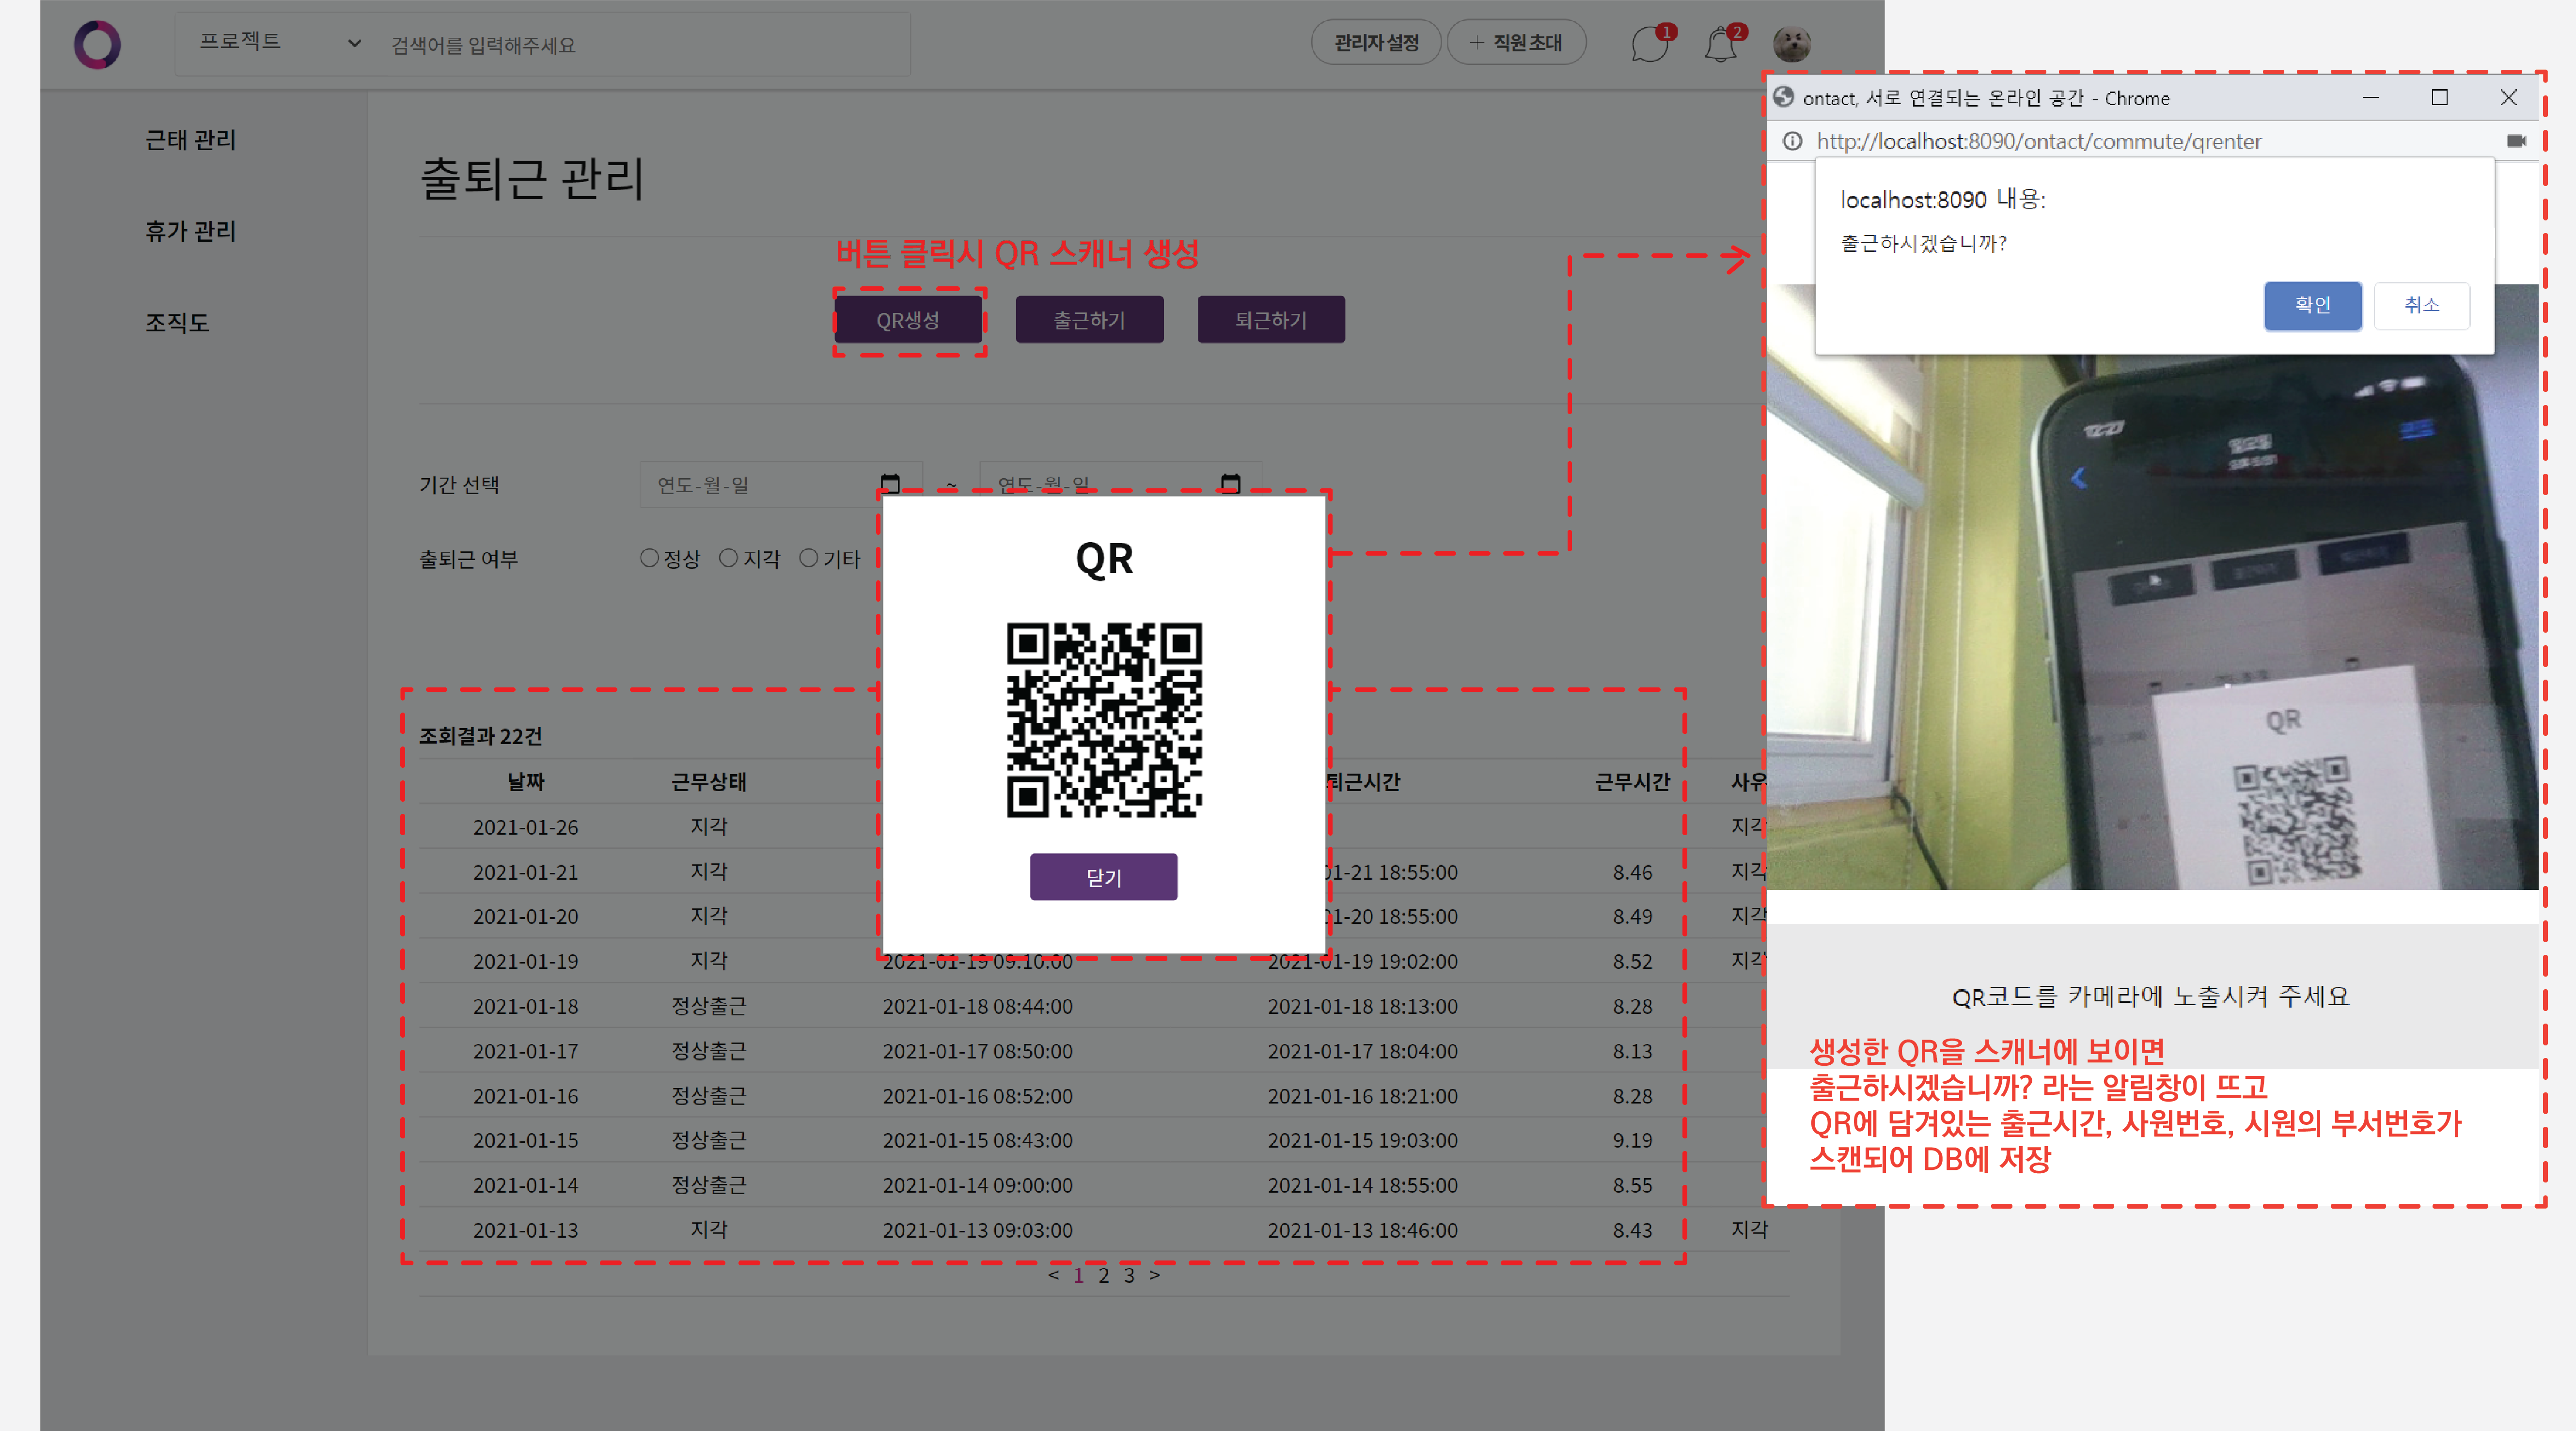 프로젝트 검색어를 입력해주세요 관리자 설정 + 직원 초대 1 2
근태 관리
휴가 관리
조직도
출퇴근 관리
버튼 클릭시 QR 스캐너 생성
QR생성 출근하기 퇴근하기
기간 선택 연도-월-일 ~ 연도-월-일
출퇴근 여부 정상 지각 기타
QR
닫기
조회결과 22건
날짜 근무상태 퇴근시간 근무시간 사유
2021-01-26 지각 지각
2021-01-21 지각 01-21 18:55:00 8.46 지각
2021-01-20 지각 01-20 18:55:00 8.49 지각
2021-01-19 지각 2021-01-19 09:10:00 2021-01-19 19:02:00 8.52 지각
2021-01-18 정상출근 2021-01-18 08:44:00 2021-01-18 18:13:00 8.28
2021-01-17 정상출근 2021-01-17 08:50:00 2021-01-17 18:04:00 8.13
2021-01-16 정상출근 2021-01-16 08:52:00 2021-01-16 18:21:00 8.28
2021-01-15 정상출근 2021-01-15 08:43:00 2021-01-15 19:03:00 9.19
2021-01-14 정상출근 2021-01-14 09:00:00 2021-01-14 18:55:00 8.55
2021-01-13 지각 2021-01-13 09:03:00 2021-01-13 18:46:00 8.43 지각
< 1 2 3 >
ontact, 서로 연결되는 온라인 공간 - Chrome
http://localhost:8090/ontact/commute/qrenter
localhost:8090 내용:
출근하시겠습니까?
확인 취소
12:27
QR
QR코드를 카메라에 노출시켜 주세요
생성한 QR을 스캐너에 보이면
출근하시겠습니까? 라는 알림창이 뜨고
QR에 담겨있는 출근시간, 사원번호, 시원의 부서번호가
스캔되어 DB에 저장